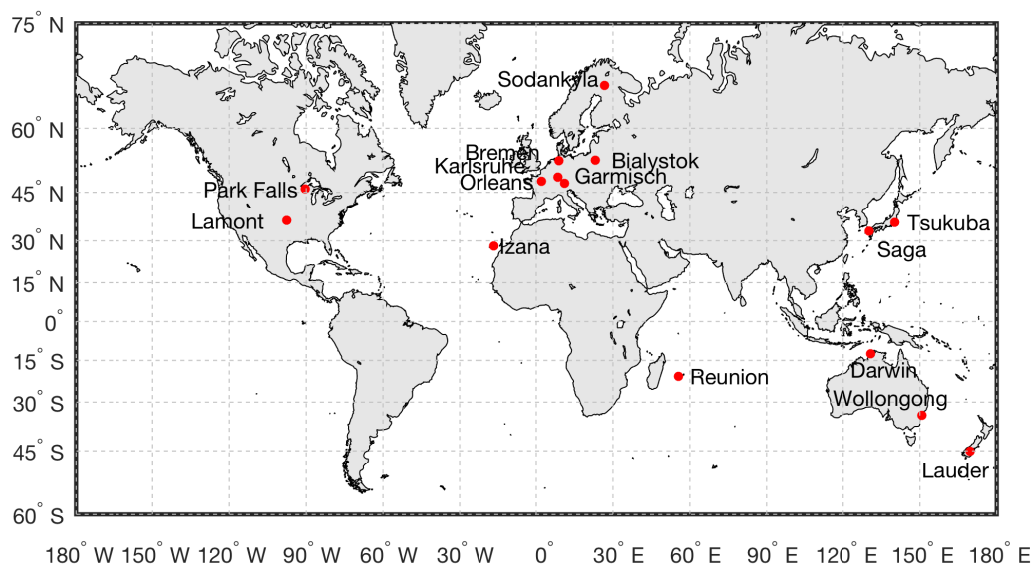 75° N
Sodankyla
60° N
Bremen
Bialystok
Karlsruhe
Garmisch
Orleans
Park Falls
45° N
Lamont
Tsukuba
30° N
Izana
Saga
15° N
0°
15° S
Darwin
Reunion
30° S
Wollongong
45° S
Lauder
60° S
180° W 150° W 120° W 90° W 60° W 30° W 0° 30° E 60° E 90° E 120° E 150° E 180° E